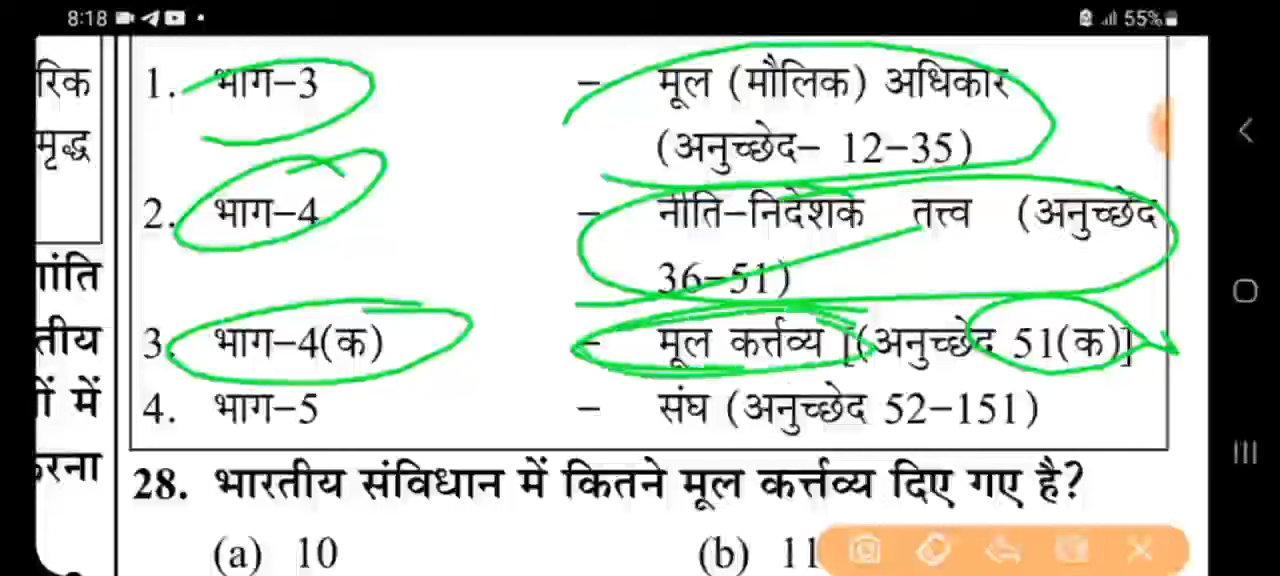 8:18 55%
रिक
मृद्ध
1. भाग-3 – मूल (मौलिक) अधिकार
(अनुच्छेद- 12-35)
2. भाग-4 – नीति-निदेशक तत्त्व (अनुच्छेद
36-51)
3. भाग-4(क) – मूल कर्त्तव्य [(अनुच्छेद 51(क)]
4. भाग-5 – संघ (अनुच्छेद 52-151)
तीय
ों में
करना
28. भारतीय संविधान में कितने मूल कर्त्तव्य दिए गए है?
(a) 10 (b) 11